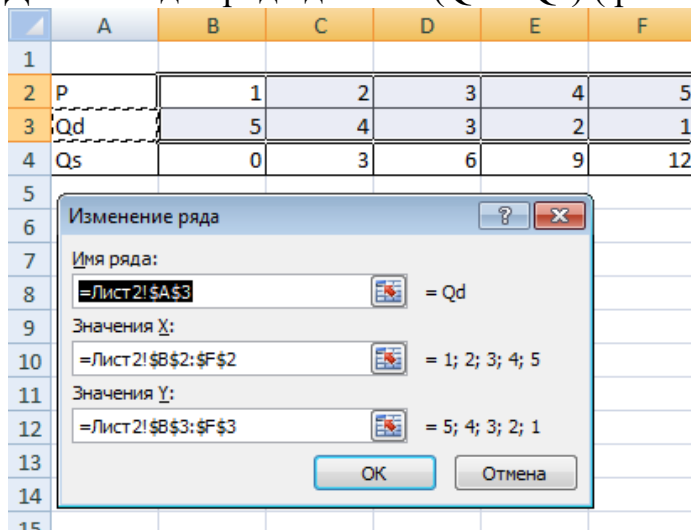 A B C D E F
1
2 P 1 2 3 4 5
3 Qd 5 4 3 2 1
4 Qs 0 3 6 9 12
5
6 Изменение ряда
7 Имя ряда:
8 =Лист2!$A$3 = Qd
9 Значения X:
10 =Лист2!$B$2:$F$2 = 1; 2; 3; 4; 5
11 Значения Y:
12 =Лист2!$B$3:$F$3 = 5; 4; 3; 2; 1
13 ОК Отмена
14
15